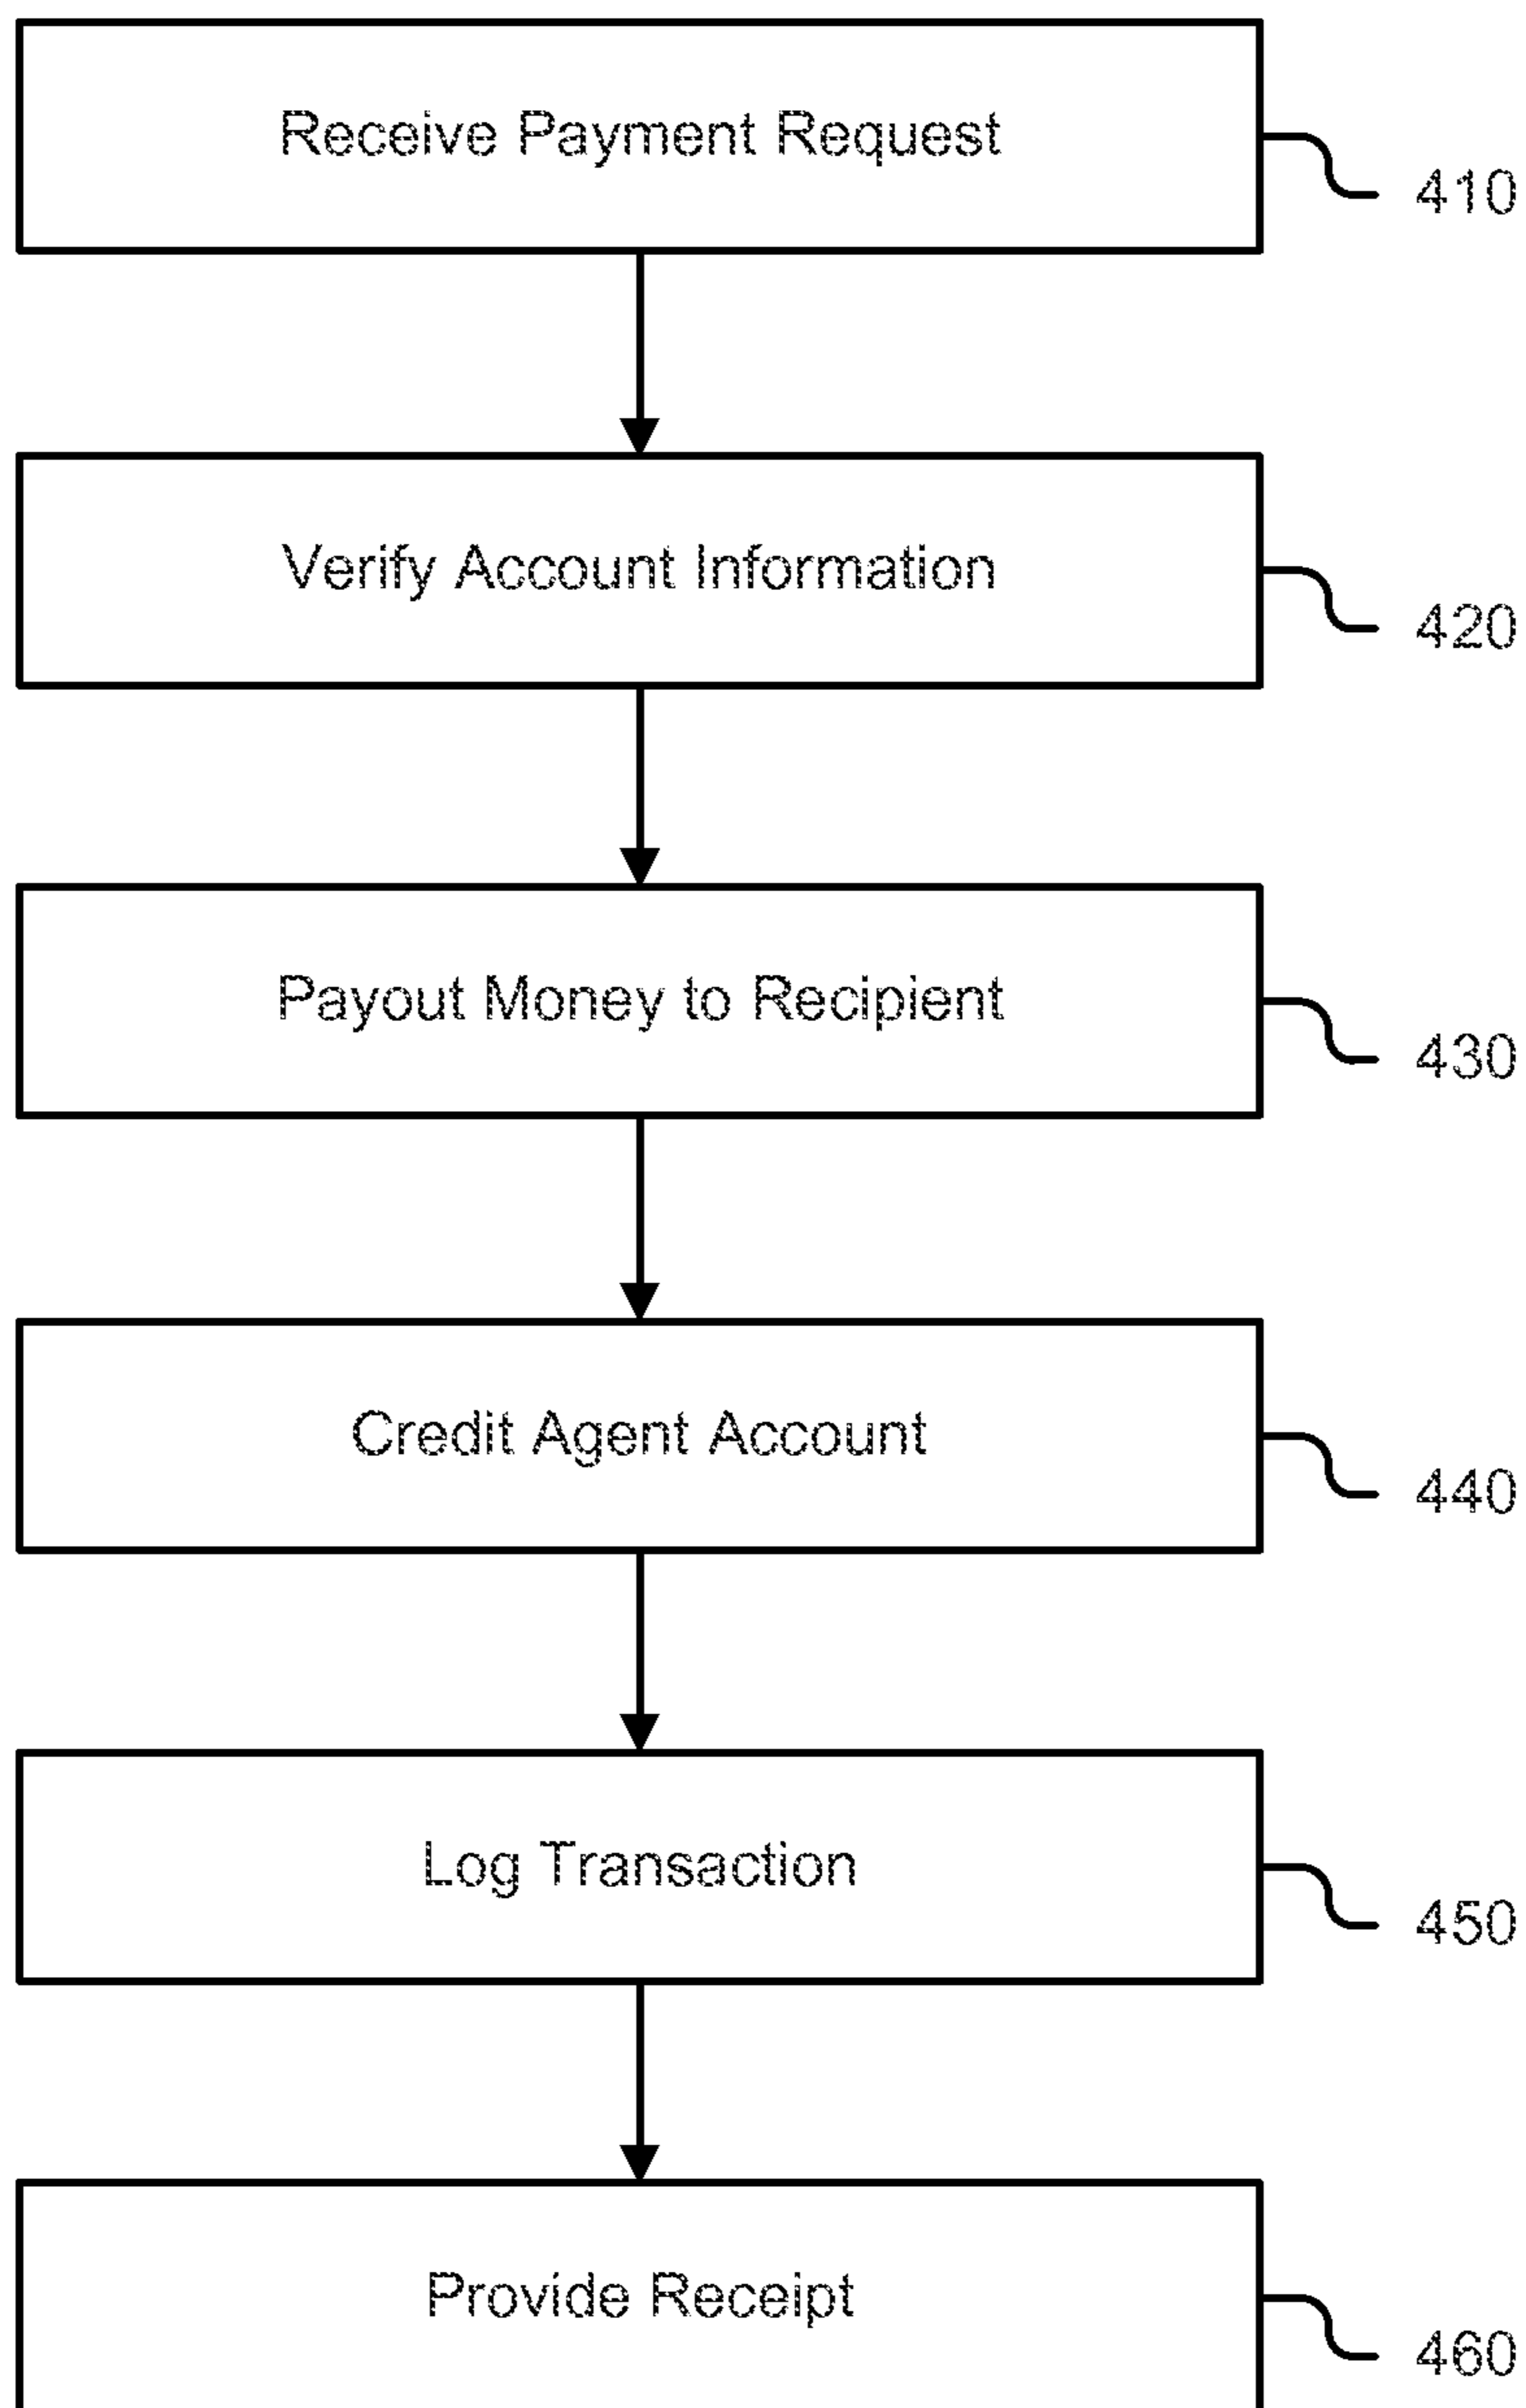 Receive Payment Request
410
Verify Account Information
420
Payout Money to Recipient
430
Credit Agent Account
440
Log Transaction
450
Provide Receipt
460